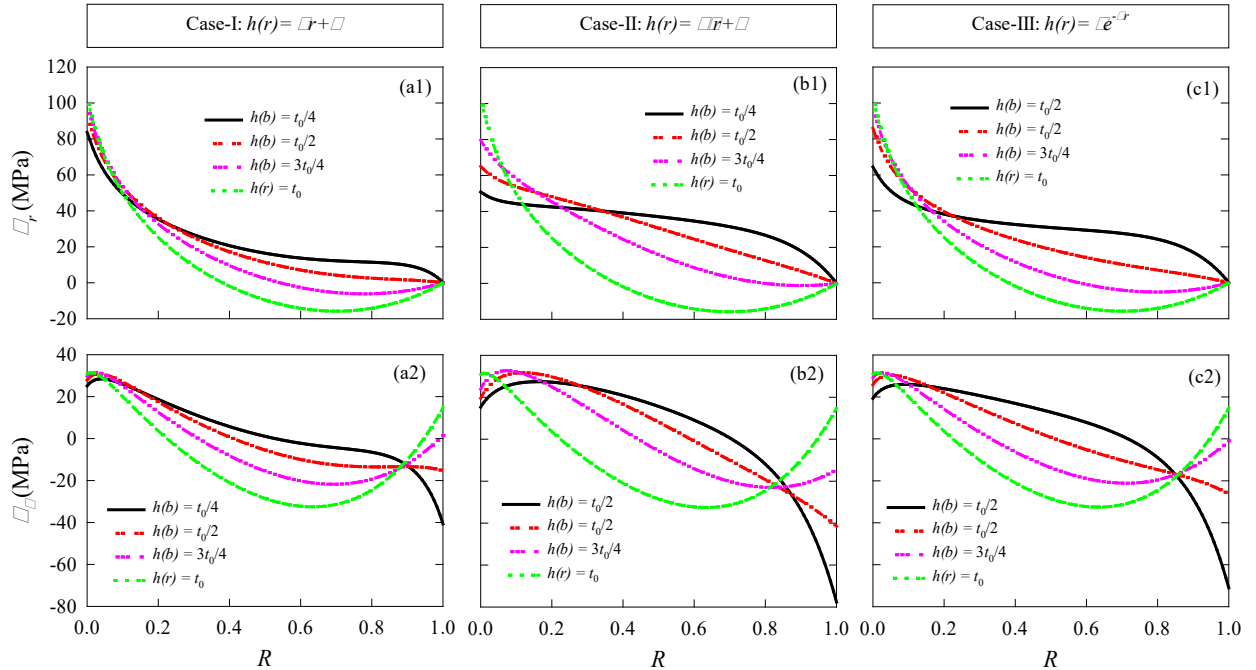 Case-I: h(r) = □r + □
Case-II: h(r) = □□r + □
Case-III: h(r) = □e^-□r
120
100
80
60
40
20
0
-20
□r (MPa)
(a1)
h(b) = t0/4
h(b) = t0/2
h(b) = 3t0/4
h(r) = t0
(b1)
h(b) = t0/4
h(b) = t0/2
h(b) = 3t0/4
h(r) = t0
(c1)
h(b) = t0/2
h(b) = t0/2
h(b) = 3t0/4
h(r) = t0
40
20
0
-20
-40
-60
-80
□□ (MPa)
(a2)
h(b) = t0/4
h(b) = t0/2
h(b) = 3t0/4
h(r) = t0
(b2)
h(b) = t0/2
h(b) = t0/2
h(b) = 3t0/4
h(r) = t0
(c2)
h(b) = t0/2
h(b) = t0/2
h(b) = 3t0/4
h(r) = t0
0.0 0.2 0.4 0.6 0.8 1.0
0.0 0.2 0.4 0.6 0.8 1.0
0.0 0.2 0.4 0.6 0.8 1.0
R
R
R